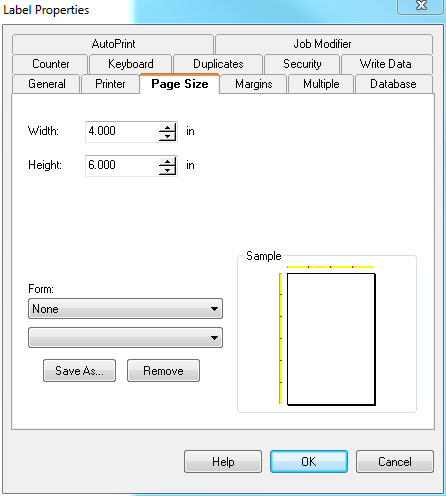 Label Properties
AutoPrint Job Modifier
Counter Keyboard Duplicates Security Write Data
General Printer Page Size Margins Multiple Database
Width: 4.000 in
Height: 6.000 in
Sample
Form:
None
Save As... Remove
Help OK Cancel